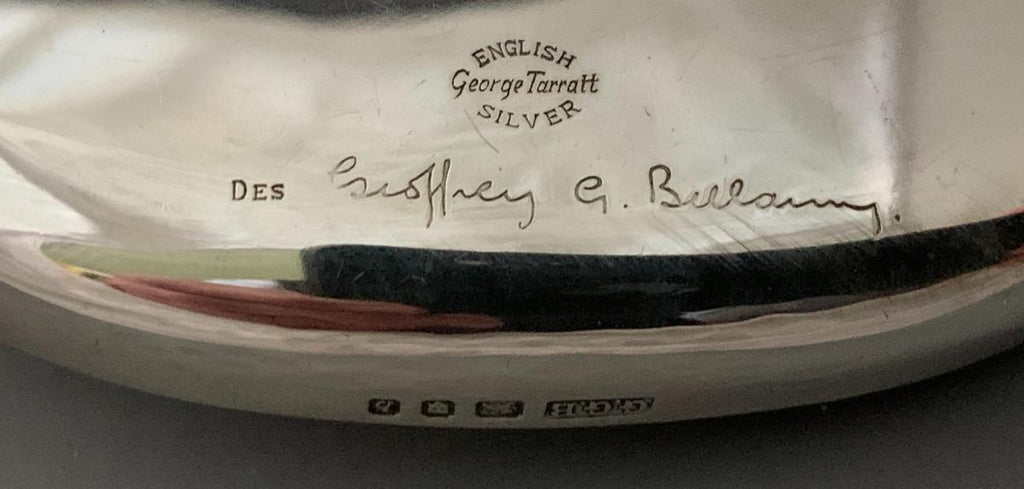 ENGLISH
George Tarratt
SILVER
DES Geoffrey G. Bellamy.